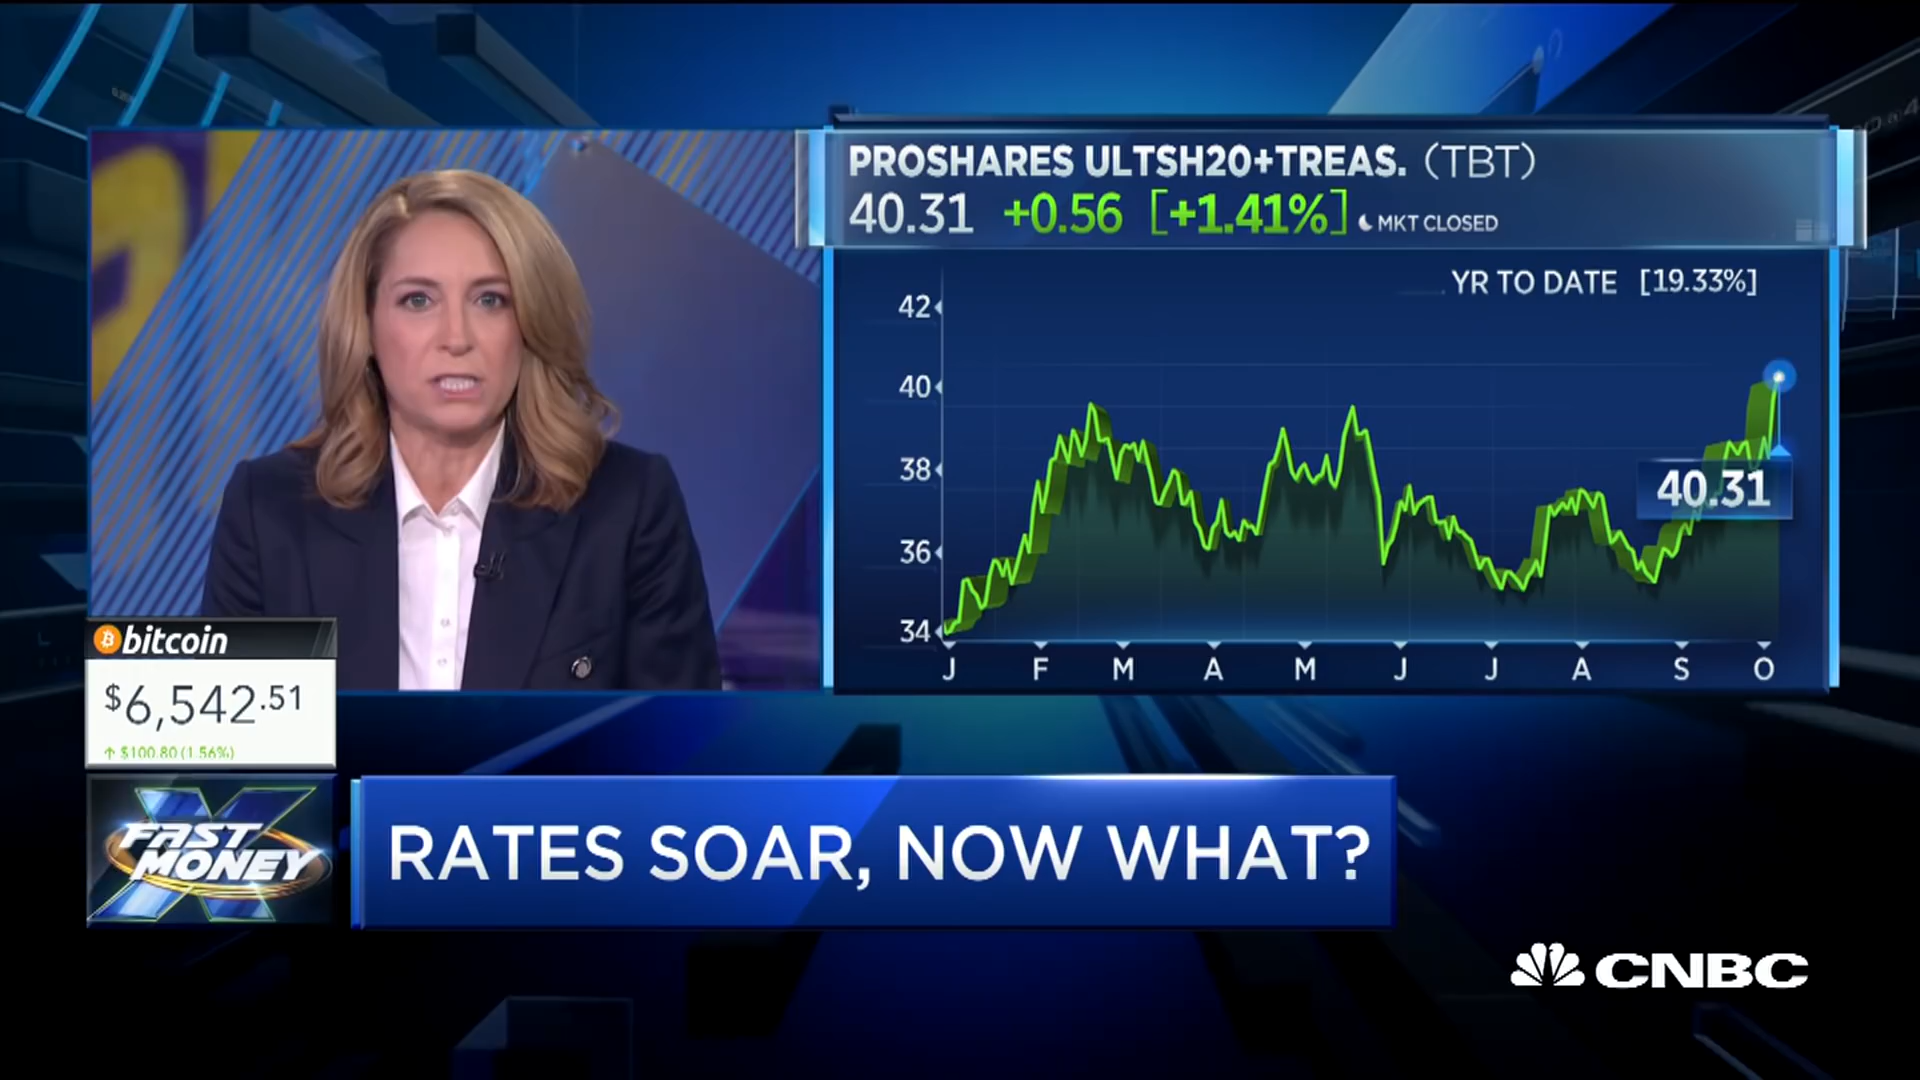 PROSHARES ULTSH20+TREAS. (TBT)
40.31 +0.56 [+1.41%] MKT CLOSED
YR TO DATE [19.33%]
42
40
38
36
34
40.31
J F M A M J J A S O
bitcoin
$6,542.51
↑ $100.80 (1.56%)
FAST
MONEY
RATES SOAR, NOW WHAT?
CNBC